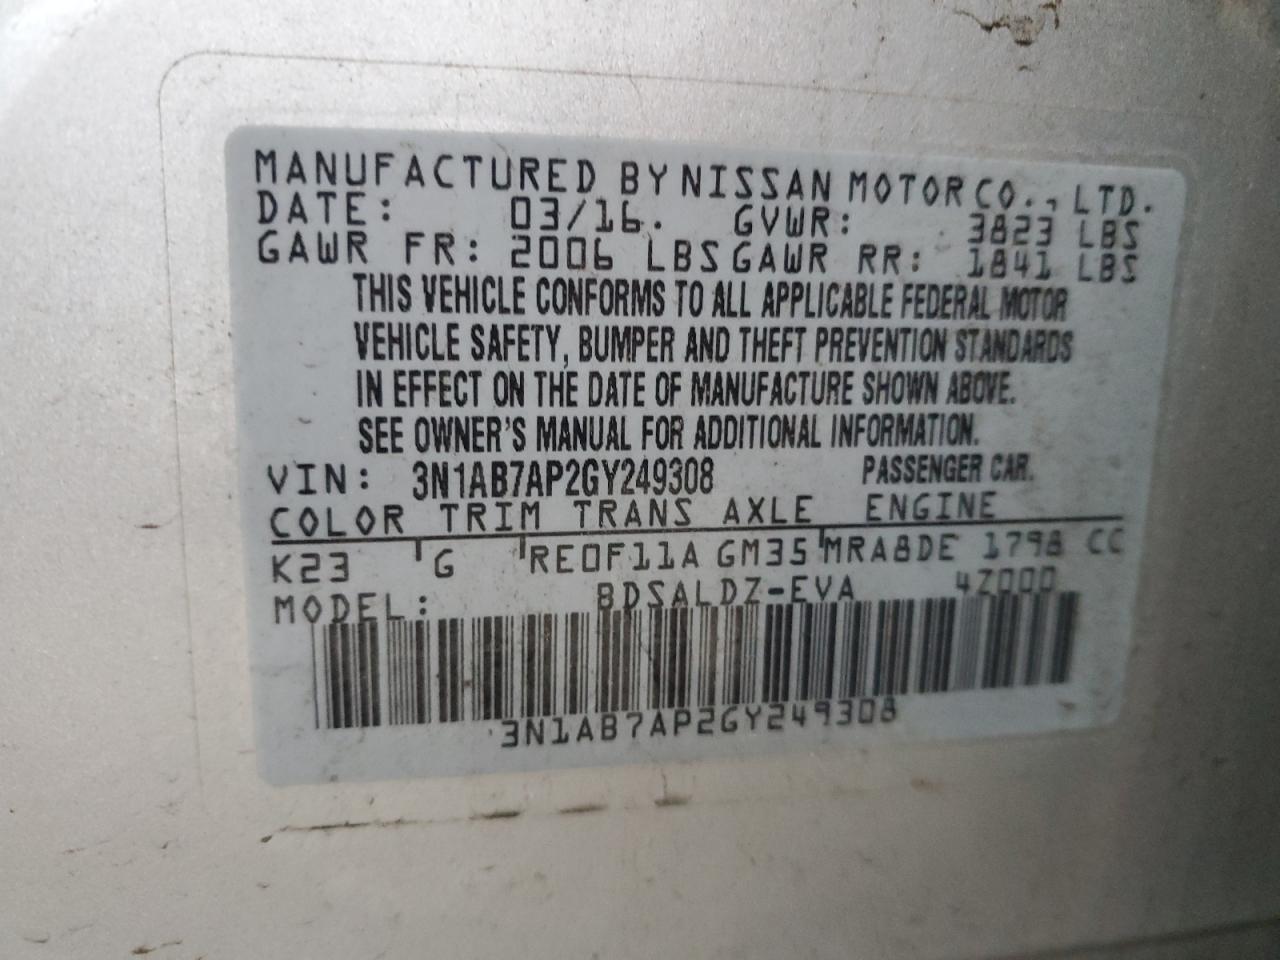 MANUFACTURED BY NISSAN MOTOR CO., LTD.
DATE: 03/16. GVWR: 3823 LBS
GAWR FR: 2006 LBS GAWR RR: 1841 LBS
THIS VEHICLE CONFORMS TO ALL APPLICABLE FEDERAL MOTOR
VEHICLE SAFETY, BUMPER AND THEFT PREVENTION STANDARDS
IN EFFECT ON THE DATE OF MANUFACTURE SHOWN ABOVE.
SEE OWNER'S MANUAL FOR ADDITIONAL INFORMATION.
VIN: 3N1AB7AP2GY249308 PASSENGER CAR.
COLOR TRIM TRANS AXLE ENGINE
K23 G RE0F11A GM35 MRA8DE 1798 CC
MODEL: BDSALDZ-EVA 4Z000
3N1AB7AP2GY249308